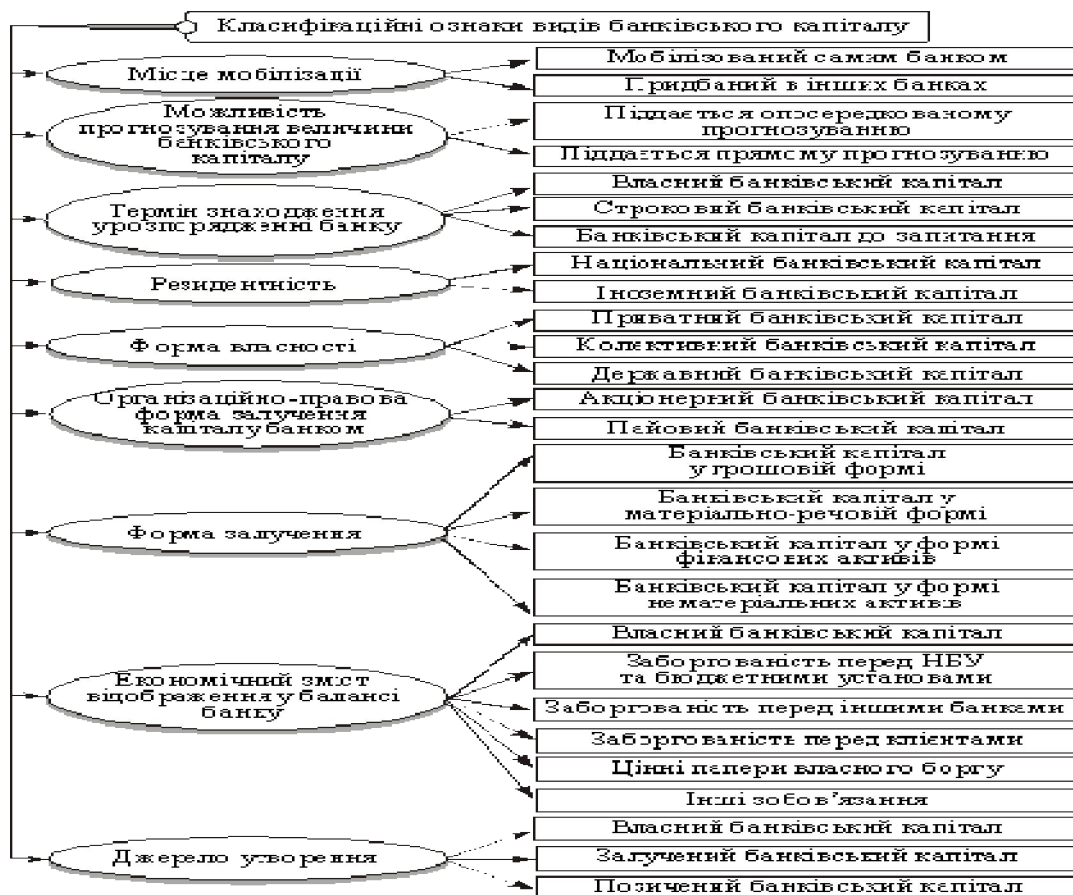 Класифікаційні ознаки видів банківського капіталу
Місце мобілізації
Мобілізований самим банком
Придбаний в інших банках
Можливість
прогнозування величини
банківського
капіталу
Піддається опосередкованому
прогнозуванню
Піддається прямому прогнозуванню
Термін знаходження
у розпорядженні банку
Власний банківський капітал
Строковий банківський капітал
Банківський капітал до запитання
Резидентність
Національний банківський капітал
Іноземний банківський капітал
Форма власності
Приватний банківський капітал
Колективний банківський капітал
Державний банківський капітал
Організаційно-правова
форма залучення
капіталу банком
Акціонерний банківський капітал
Пайовий банківський капітал
Форма залучення
Банківський капітал
у грошовій формі
Банківський капітал у
матеріально-речовій формі
Банківський капітал у формі
фінансових активів
Банківський капітал у формі
нематеріальних активів
Економічний зміст
відображення у балансі
банку
Власний банківський капітал
Заборгованість перед НБУ
та бюджетними установами
Заборгованість перед іншими банками
Заборгованість перед клієнтами
Цінні папери власного боргу
Інші зобов'язання
Джерело утворення
Власний банківський капітал
Залучений банківський капітал
Позичений банківський капітал